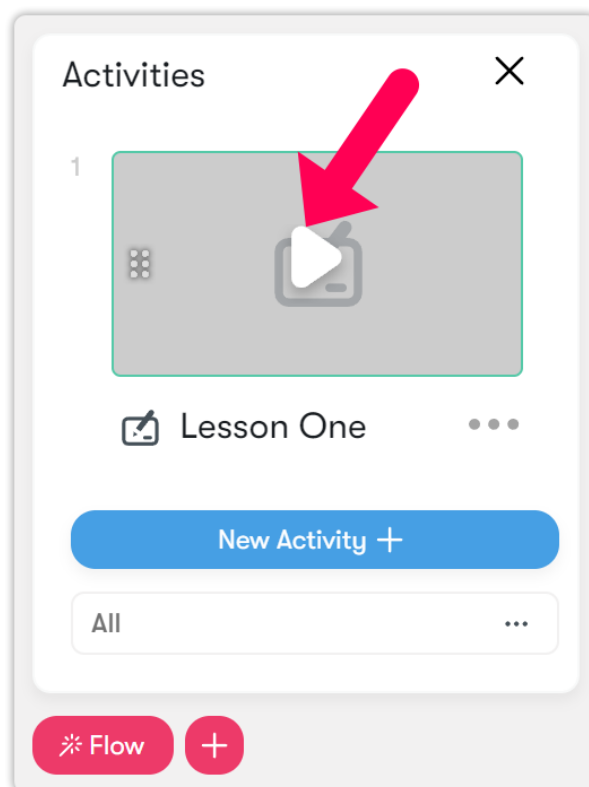 Activities
1
Lesson One
New Activity +
All
Flow